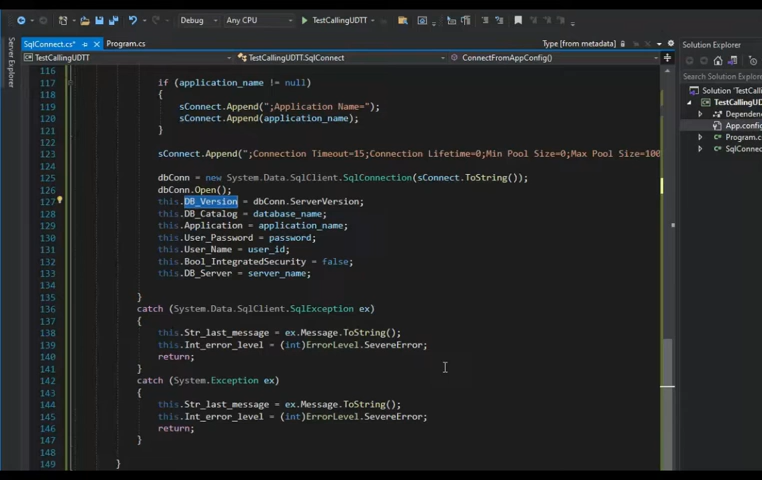 Debug
Any CPU
TestCallingUDTT
SqlConnect.cs*
Program.cs
Type [from metadata]
Solution Explorer
Server Explorer
TestCallingUDTT
TestCallingUDTT.SqlConnect
ConnectFromAppConfig()
Search Solution Explorer
Solution 'TestCalli
TestCallingU
Dependen
App.config
Program.c
SqlConnec
116
117 if (application_name != null)
118 {
119 sConnect.Append(";Application Name=");
120 sConnect.Append(application_name);
121 }
122
123 sConnect.Append(";Connection Timeout=15;Connection Lifetime=0;Min Pool Size=0;Max Pool Size=100
124
125 dbConn = new System.Data.SqlClient.SqlConnection(sConnect.ToString());
126 dbConn.Open();
127 this.DB_Version = dbConn.ServerVersion;
128 this.DB_Catalog = database_name;
129 this.Application = application_name;
130 this.User_Password = password;
131 this.User_Name = user_id;
132 this.Bool_IntegratedSecurity = false;
133 this.DB_Server = server_name;
134
135 }
136 catch (System.Data.SqlClient.SqlException ex)
137 {
138 this.Str_last_message = ex.Message.ToString();
139 this.Int_error_level = (int)ErrorLevel.SevereError;
140 return;
141 }
142 catch (System.Exception ex)
143 {
144 this.Str_last_message = ex.Message.ToString();
145 this.Int_error_level = (int)ErrorLevel.SevereError;
146 return;
147 }
148
149 }